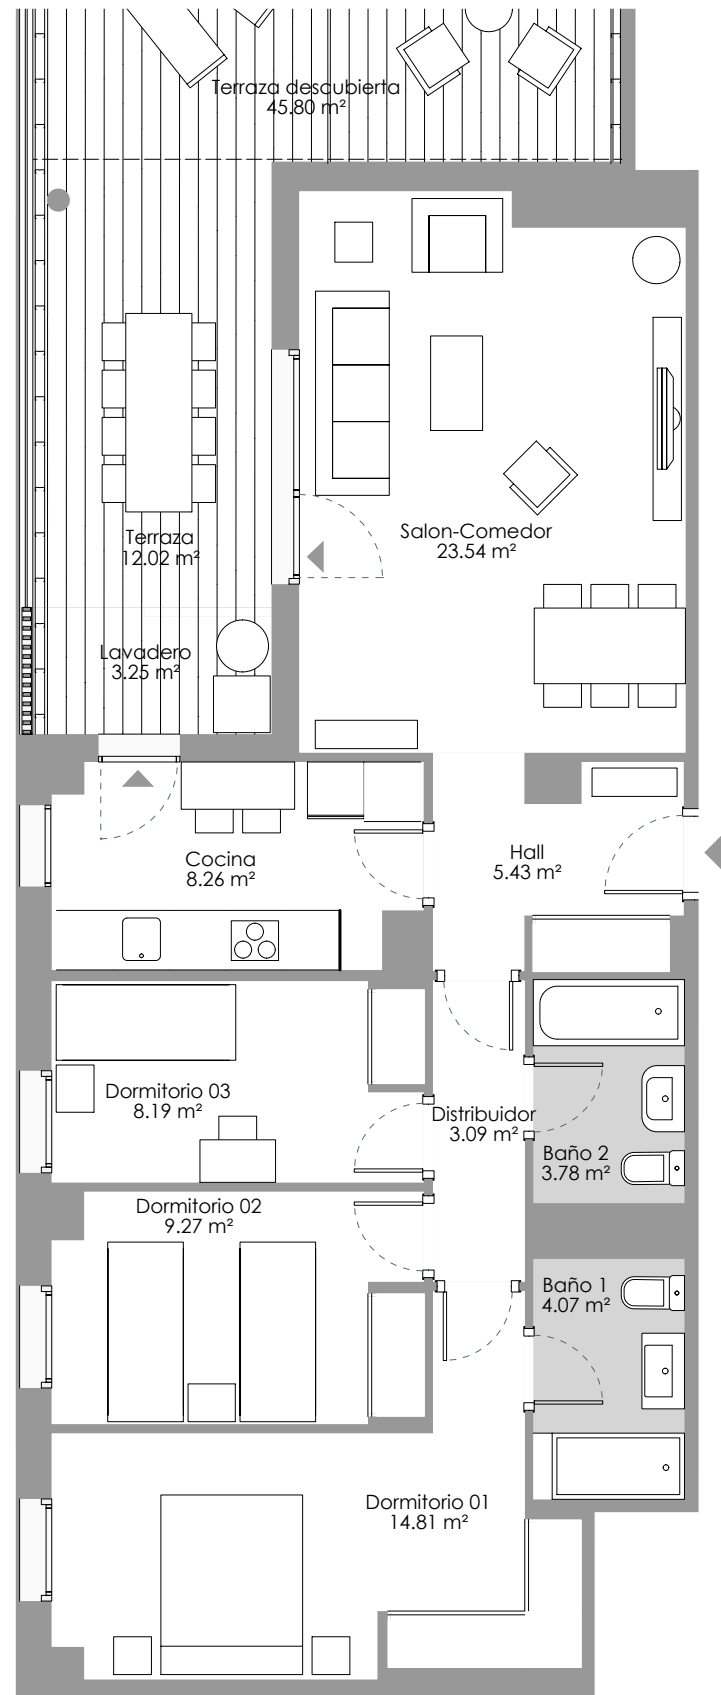 Terraza descubierta
45.80 m²
Salon-Comedor
23.54 m²
Terraza
12.02 m²
Lavadero
3.25 m²
Cocina
8.26 m²
Hall
5.43 m²
Dormitorio 03
8.19 m²
Distribuidor
3.09 m²
Baño 2
3.78 m²
Dormitorio 02
9.27 m²
Baño 1
4.07 m²
Dormitorio 01
14.81 m²